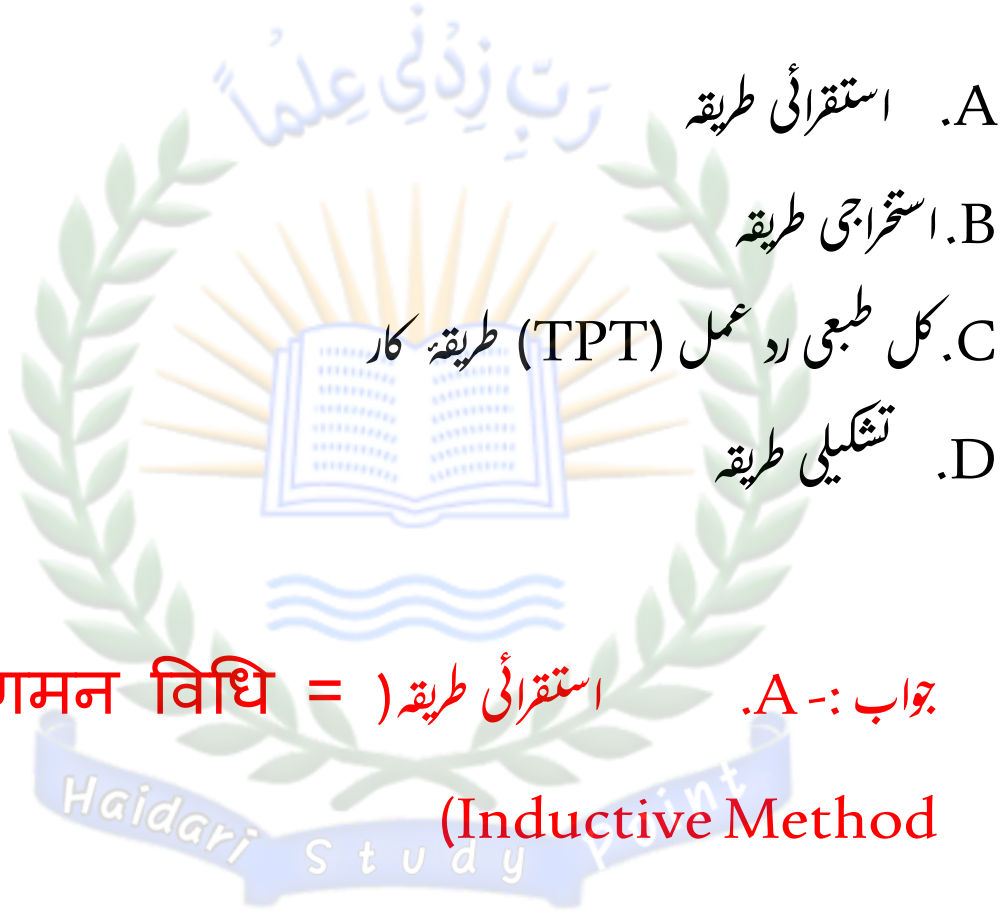 رَبِّ زِدْنِي عِلْماً
A. استقرائی طریقہ
B. استخراجی طریقہ
C. کل طبعی رد عمل (TPT) طریقۂ کار
D. تشکیلی طریقہ
جواب :- A. استقرائی طریقہ ( = गमन विधि
Inductive Method)
Haidari Study Point